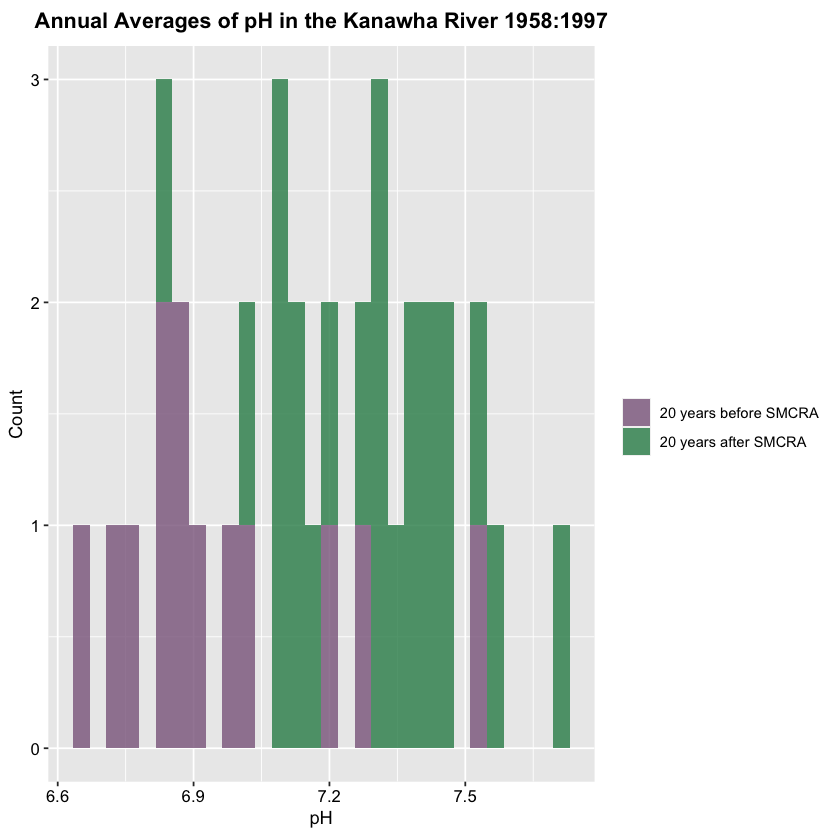 Annual Averages of pH in the Kanawha River 1958:1997
3
2
1
0
Count
6.6 6.9 7.2 7.5
pH
20 years before SMCRA
20 years after SMCRA